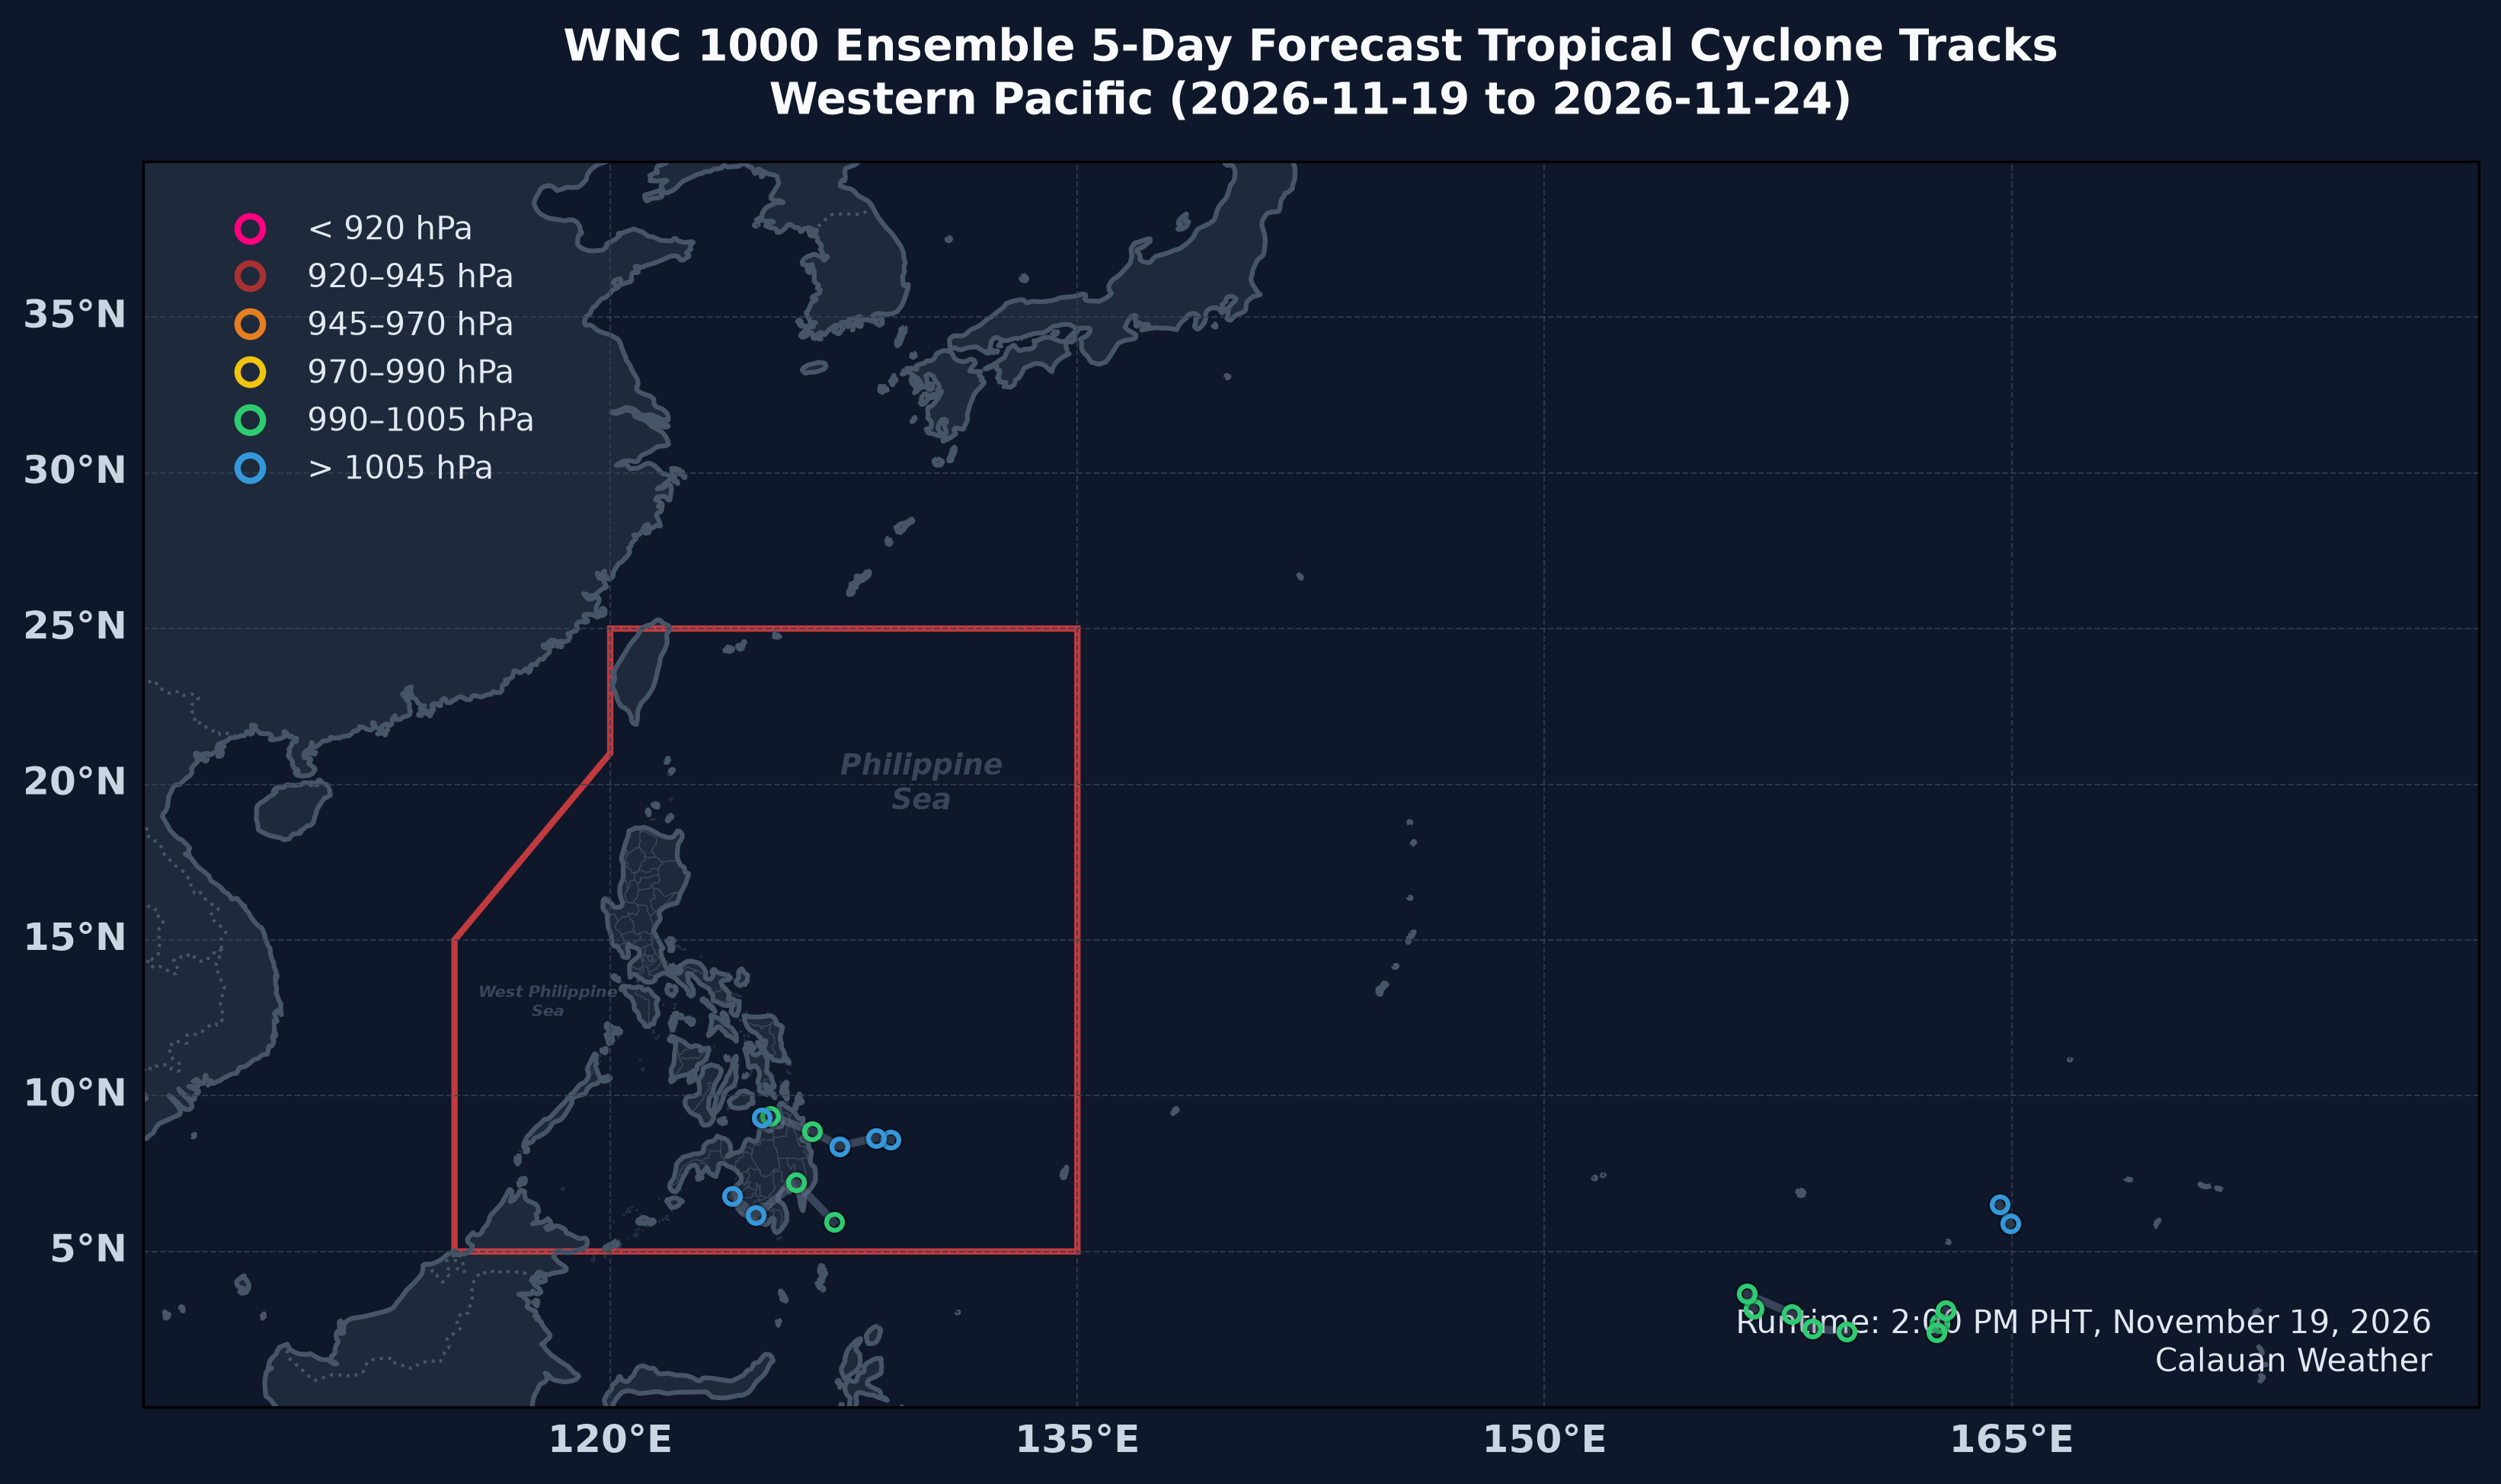 WNC 1000 Ensemble 5-Day Forecast Tropical Cyclone Tracks
Western Pacific (2026-11-19 to 2026-11-24)
< 920 hPa
920–945 hPa
945–970 hPa
970–990 hPa
990–1005 hPa
> 1005 hPa
35°N
30°N
25°N
20°N
15°N
10°N
5°N
Philippine
Sea
West Philippine
Sea
Runtime: 2:00 PM PHT, November 19, 2026
Calauan Weather
120°E
135°E
150°E
165°E